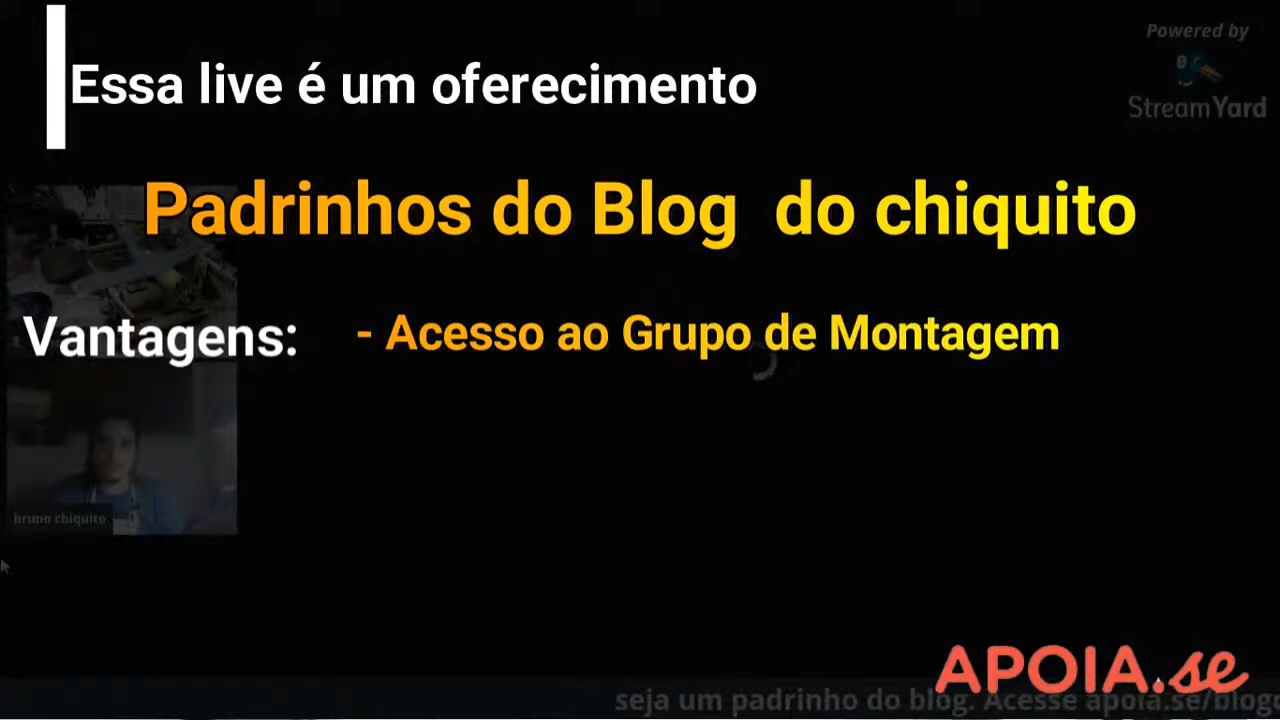 Powered by
StreamYard
Essa live é um oferecimento
Padrinhos do Blog do chiquito
Vantagens: - Acesso ao Grupo de Montagem
bruno chiquito
APOIA.se
seja um padrinho do blog. Acesse apoia.se/blogo